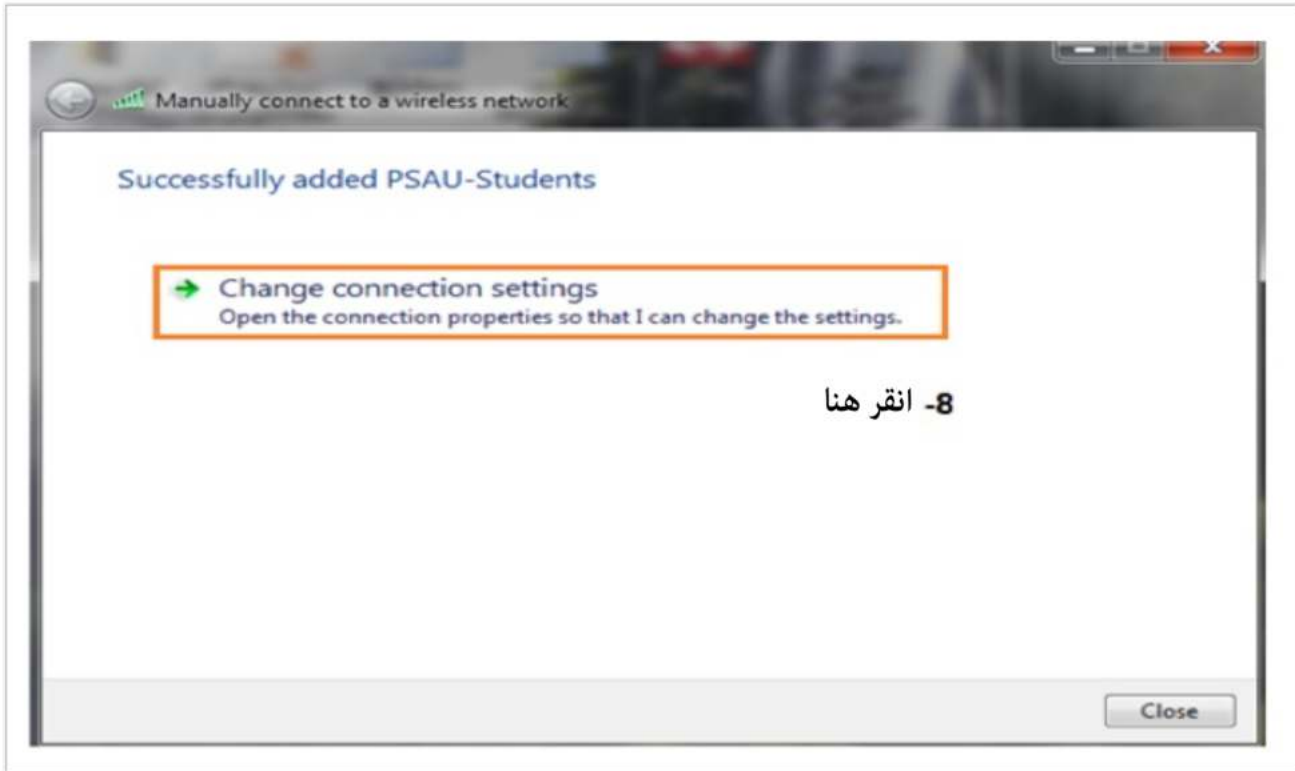 Manually connect to a wireless network
Successfully added PSAU-Students
Change connection settings
Open the connection properties so that I can change the settings.
8- انقر هنا
Close